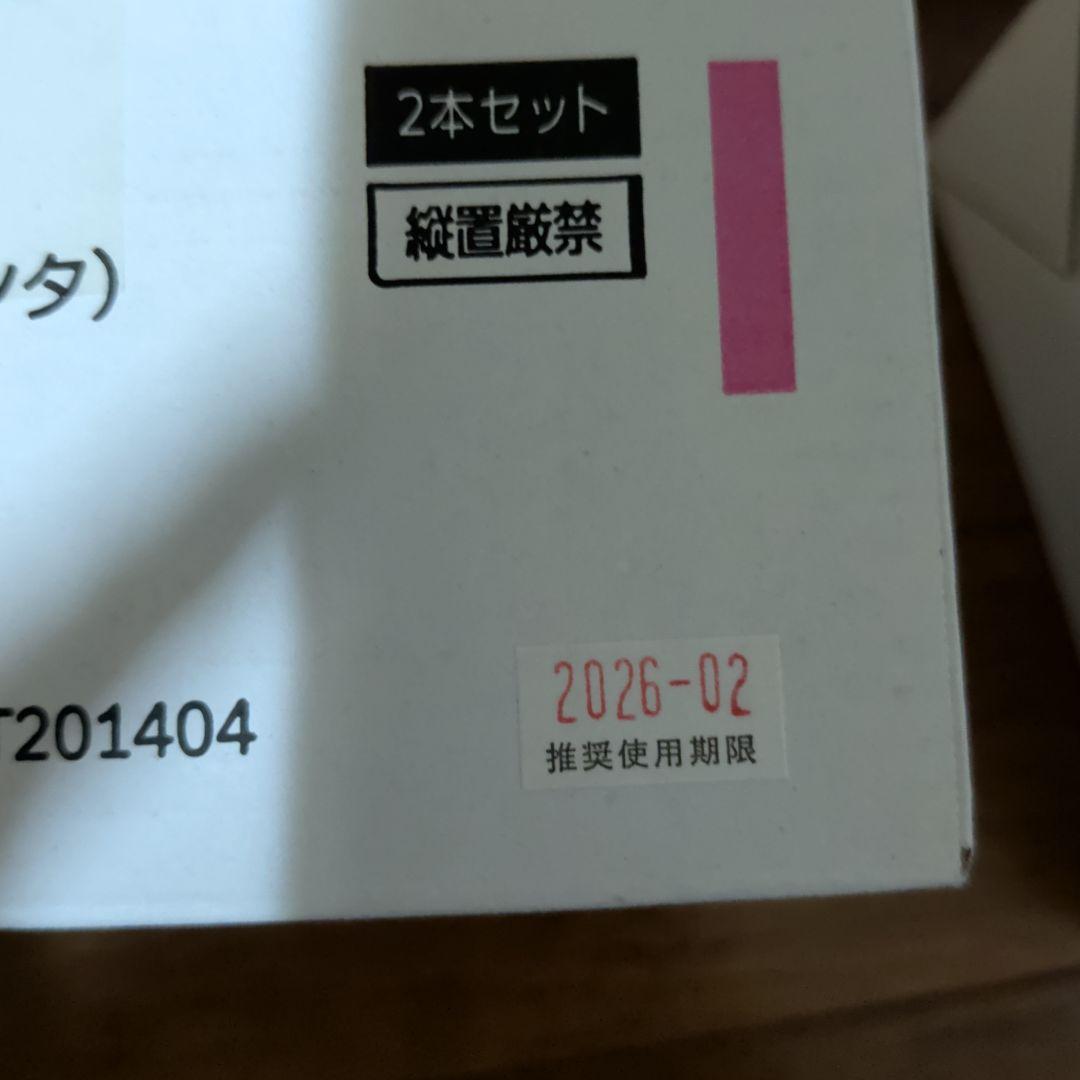 2本セット
縦置厳禁
ンタ）
T201404
2026-02
推奨使用期限